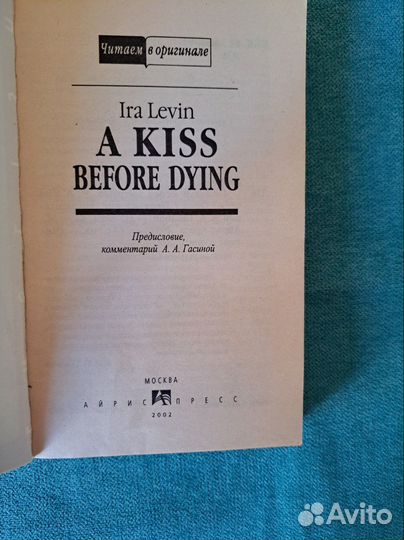 Читаем в оригинале
Ira Levin
A KISS
BEFORE DYING
Предисловие,
комментарий А. А. Гасиной
МОСКВА
АЙРИС ПРЕСС
2002
Avito